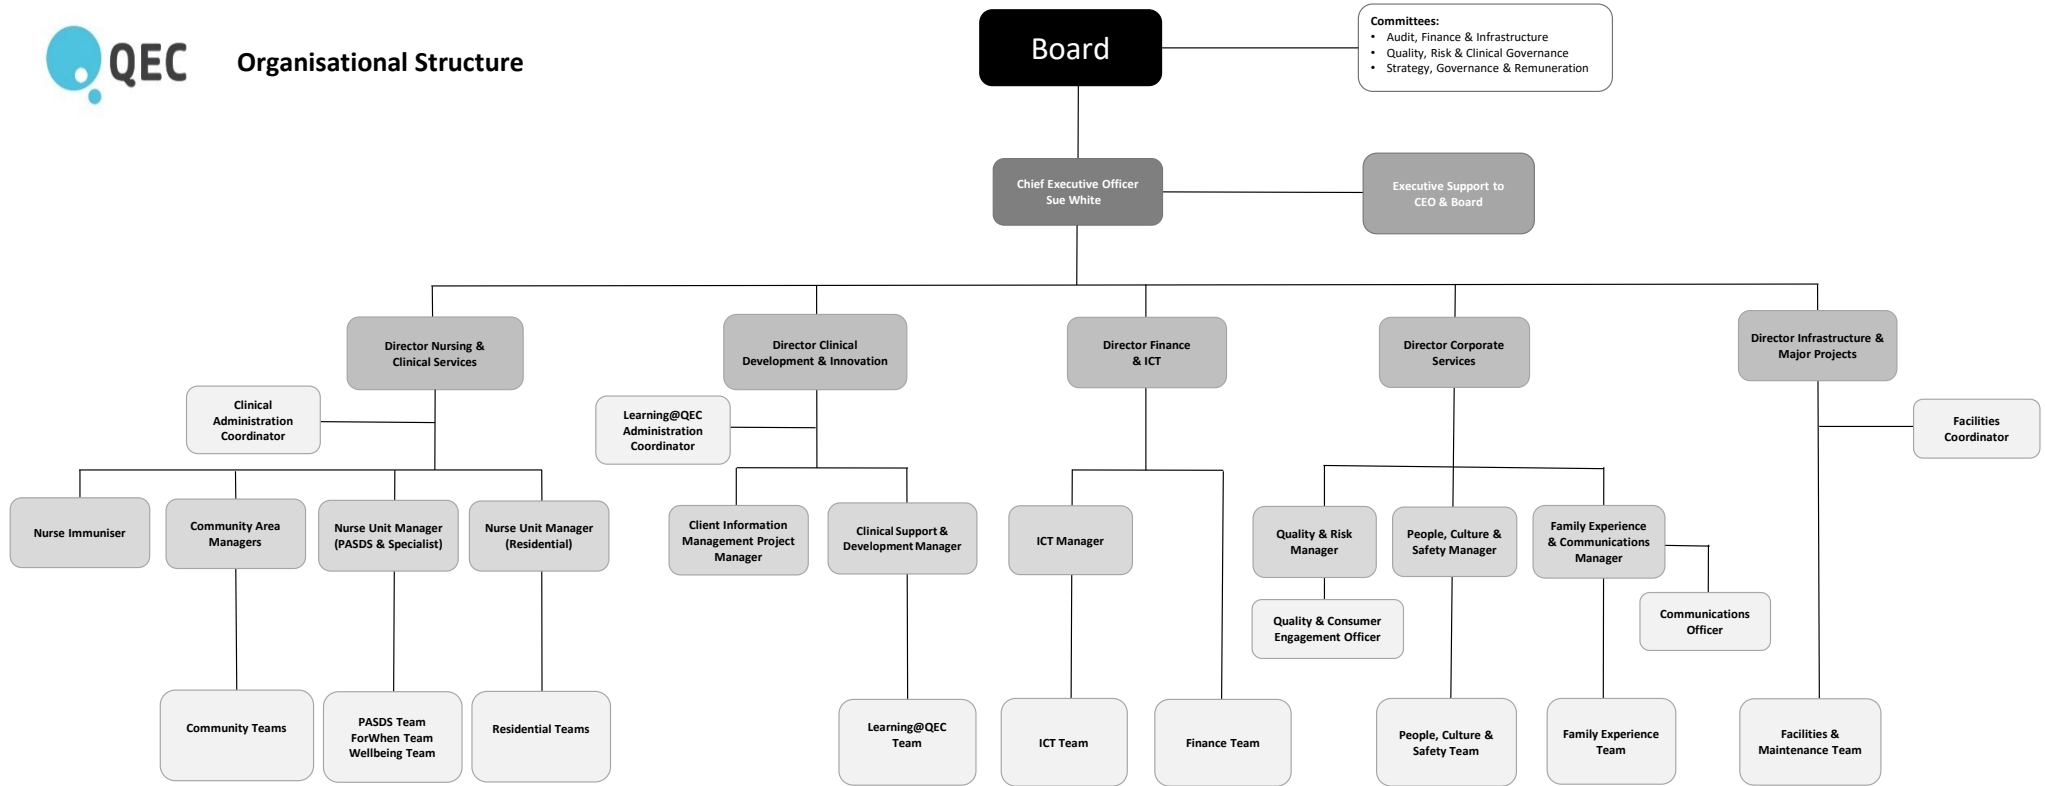 QEC
Organisational Structure
Board
Committees:
• Audit, Finance & Infrastructure
• Quality, Risk & Clinical Governance
• Strategy, Governance & Remuneration
Chief Executive Officer
Sue White
Executive Support to
CEO & Board
Director Nursing &
Clinical Services
Director Clinical
Development & Innovation
Director Finance
& ICT
Director Corporate
Services
Director Infrastructure &
Major Projects
Clinical
Administration
Coordinator
Learning@QEC
Administration
Coordinator
Facilities
Coordinator
Nurse Immuniser
Community Area
Managers
Nurse Unit Manager
(PASDS & Specialist)
Nurse Unit Manager
(Residential)
Client Information
Management Project
Manager
Clinical Support &
Development Manager
ICT Manager
Quality & Risk
Manager
People, Culture &
Safety Manager
Family Experience
& Communications
Manager
Quality & Consumer
Engagement Officer
Communications
Officer
Community Teams
PASDS Team
ForWhen Team
Wellbeing Team
Residential Teams
Learning@QEC
Team
ICT Team
Finance Team
People, Culture &
Safety Team
Family Experience
Team
Facilities &
Maintenance Team